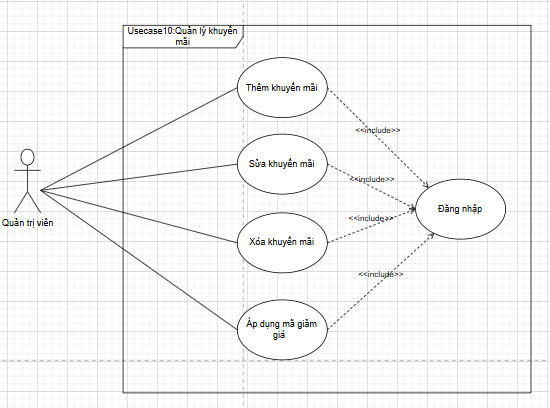 Usecase10:Quản lý khuyến
mãi
Thêm khuyến mãi
<<include>>
Sửa khuyến mãi
<<include>>
Đăng nhập
Quản trị viên
<<include>>
Xóa khuyến mãi
<<include>>
Áp dụng mã giảm
giá